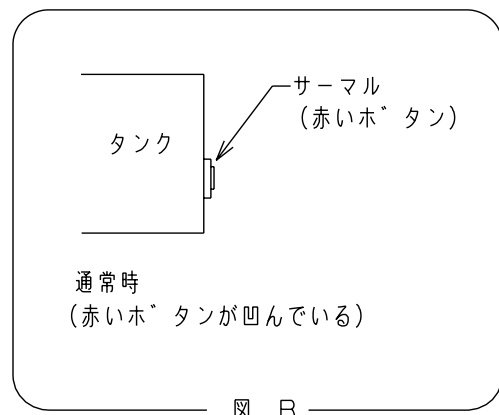 サーマル
(赤いボタン)
タンク
通常時
(赤いボタンが凹んでいる)
図 B